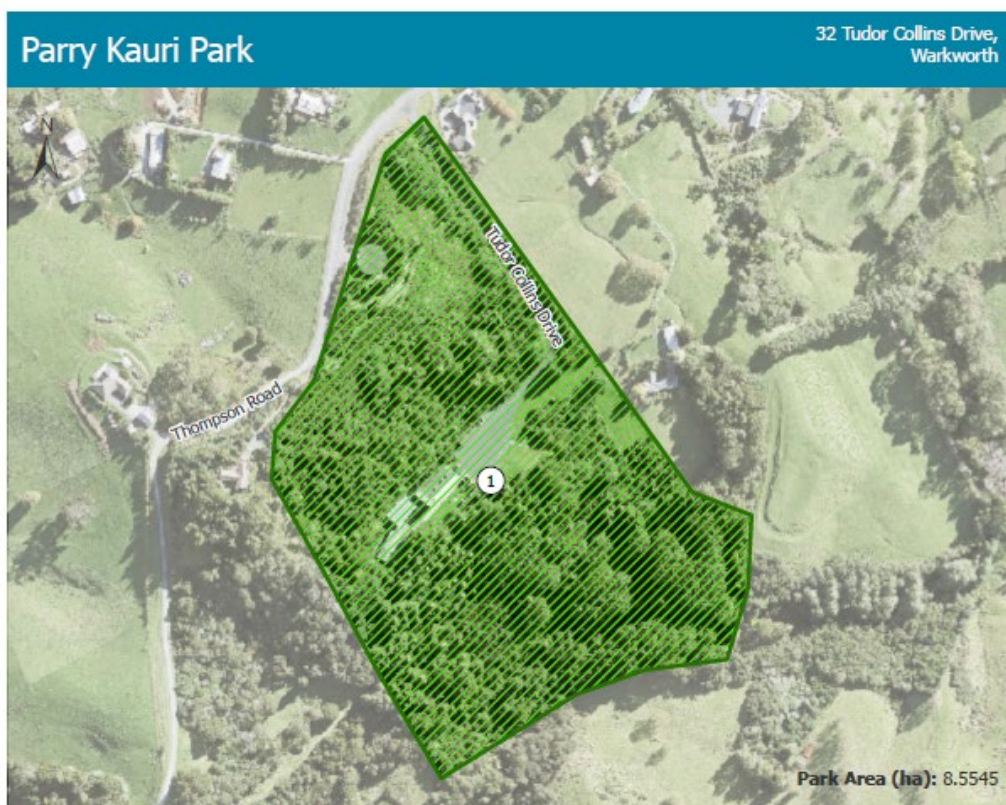 Parry Kauri Park
32 Tudor Collins Drive,
Warkworth
N
Tudor Collins Drive
Thompson Road
1
Park Area (ha): 8.5545